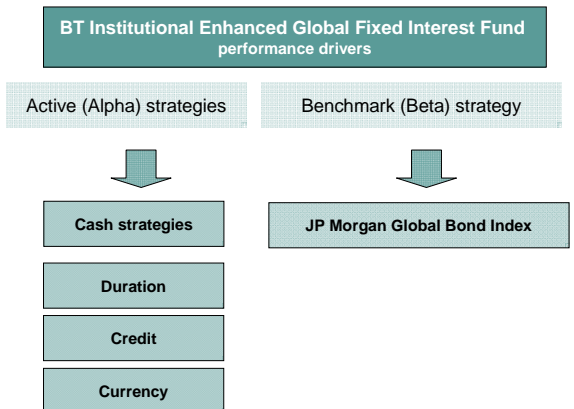 BT Institutional Enhanced Global Fixed Interest Fund
performance drivers
Active (Alpha) strategies
Benchmark (Beta) strategy
Cash strategies
JP Morgan Global Bond Index
Duration
Credit
Currency